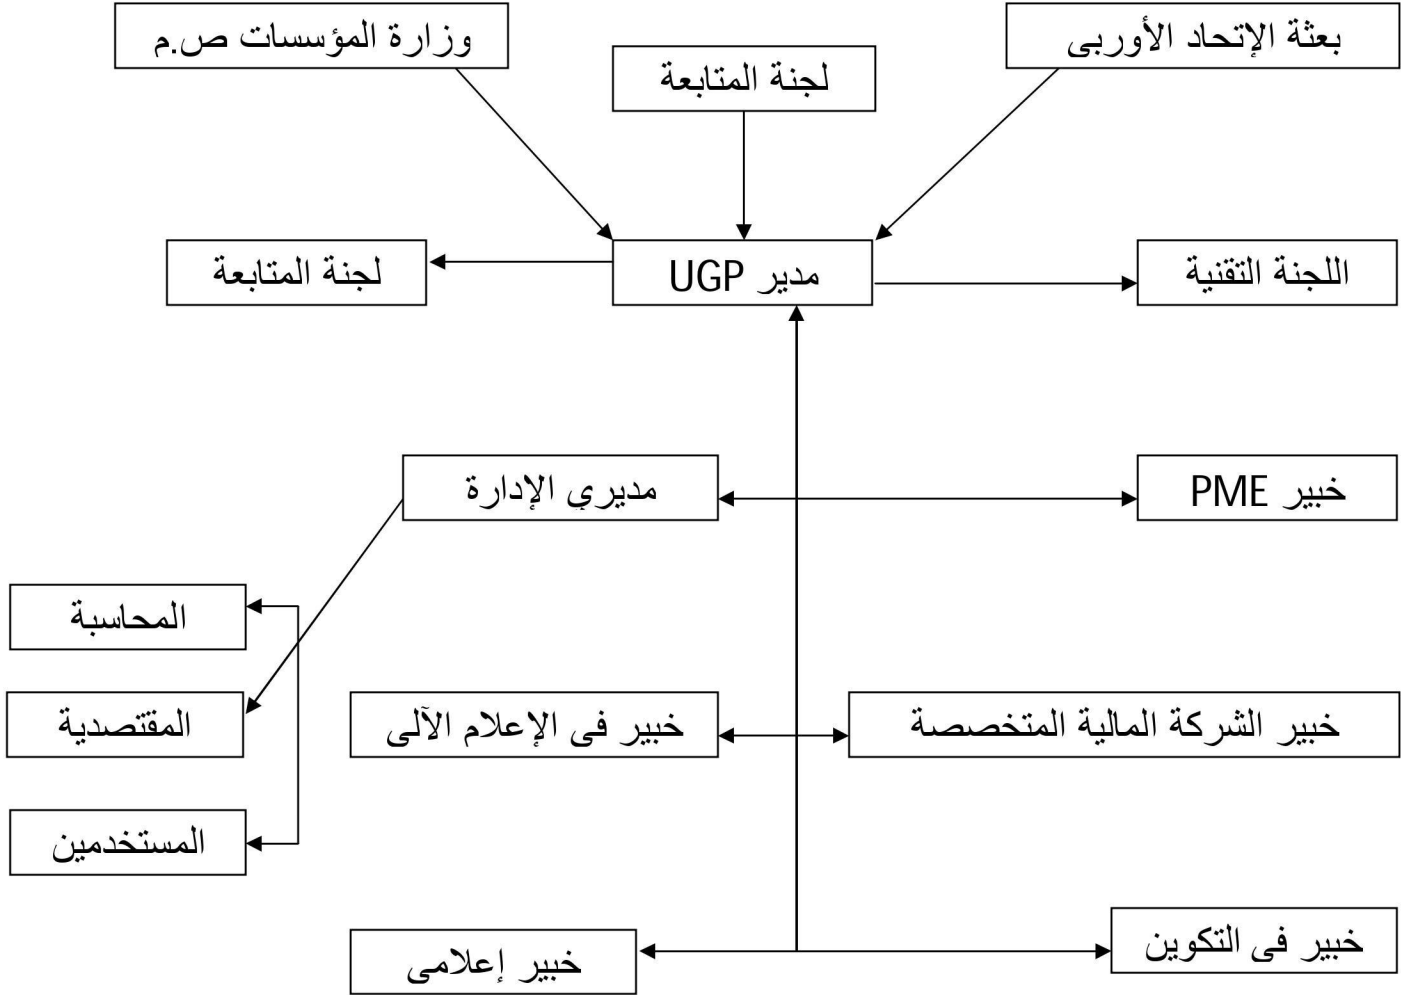 بعثة الإتحاد الأوربى
وزارة المؤسسات ص.م
لجنة المتابعة
اللجنة التقنية
مدير UGP
لجنة المتابعة
خبير PME
مديري الإدارة
المحاسبة
خبير الشركة المالية المتخصصة
خبير فى الإعلام الآلى
المقتصدية
المستخدمين
خبير فى التكوين
خبير إعلامى